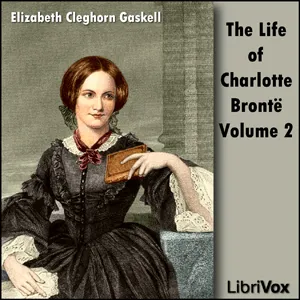 Elizabeth Cleghorn Gaskell
The Life
of
Charlotte
Brontë
Volume 2
LibriVox